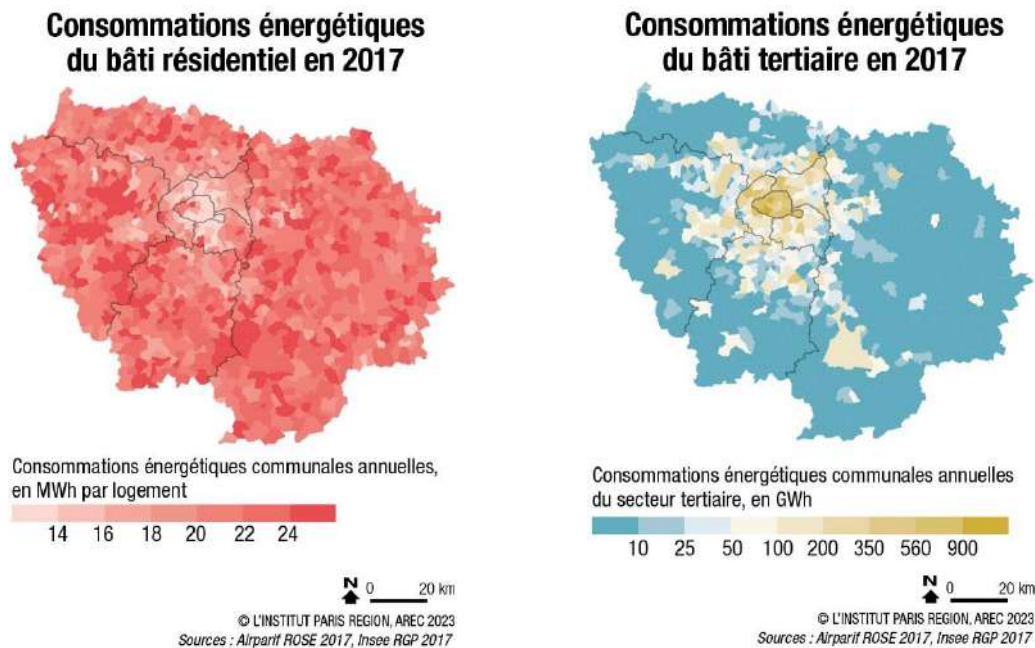 Consommations énergétiques
du bâti résidentiel en 2017
Consommations énergétiques communales annuelles,
en MWh par logement
14 16 18 20 22 24
N 0 20 km
© L'INSTITUT PARIS REGION, AREC 2023
Sources : Airparif ROSE 2017, Insee RGP 2017
Consommations énergétiques
du bâti tertiaire en 2017
Consommations énergétiques communales annuelles
du secteur tertiaire, en GWh
10 25 50 100 200 350 560 900
N 0 20 km
© L'INSTITUT PARIS REGION, AREC 2023
Sources : Airparif ROSE 2017, Insee RGP 2017